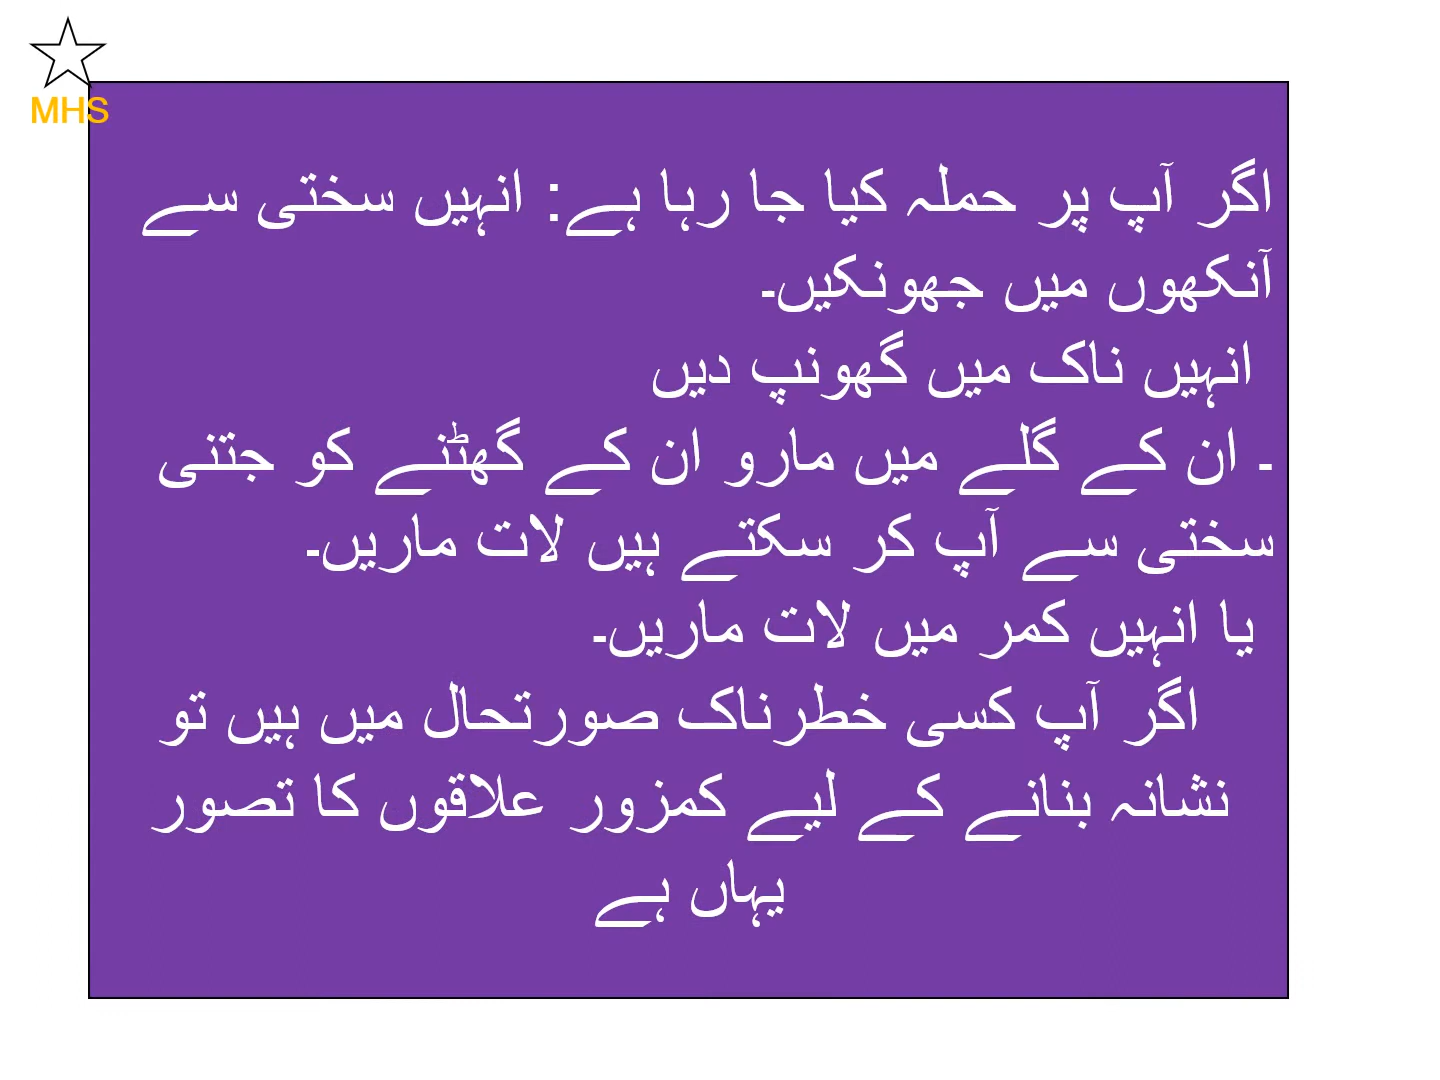 MHS
اگر آپ پر حملہ کیا جا رہا ہے: انہیں سختی سے
آنکھوں میں جھونکیں۔
انہیں ناک میں گھونپ دیں
۔ ان کے گلے میں مارو ان کے گھٹنے کو جتنی
سختی سے آپ کر سکتے ہیں لات ماریں۔
یا انہیں کمر میں لات ماریں۔
اگر آپ کسی خطرناک صورتحال میں ہیں تو
نشانہ بنانے کے لیے کمزور علاقوں کا تصور
یہاں ہے